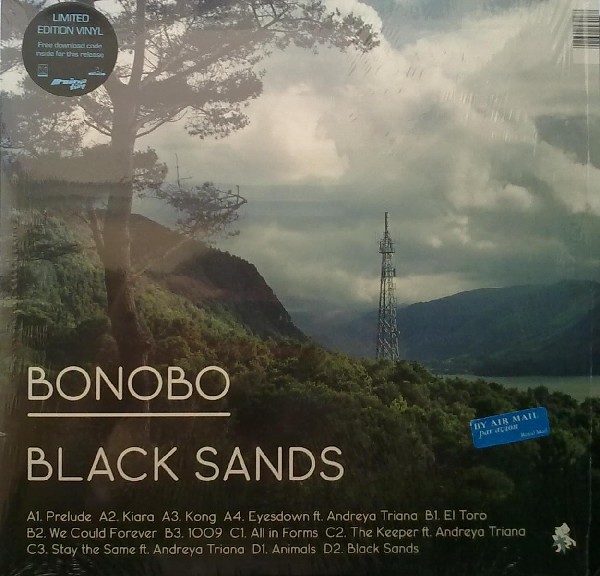 LIMITED
EDITION VINYL
Free download code
inside for this release
BONOBO
BY AIR MAIL
par avion
Royal Mail
BLACK SANDS
A1. Prelude A2. Kiara A3. Kong A4. Eyesdown ft. Andreya Triana B1. El Toro
B2. We Could Forever B3. 1009 C1. All in Forms C2. The Keeper ft. Andreya Triana
C3. Stay the Same ft. Andreya Triana D1. Animals D2. Black Sands